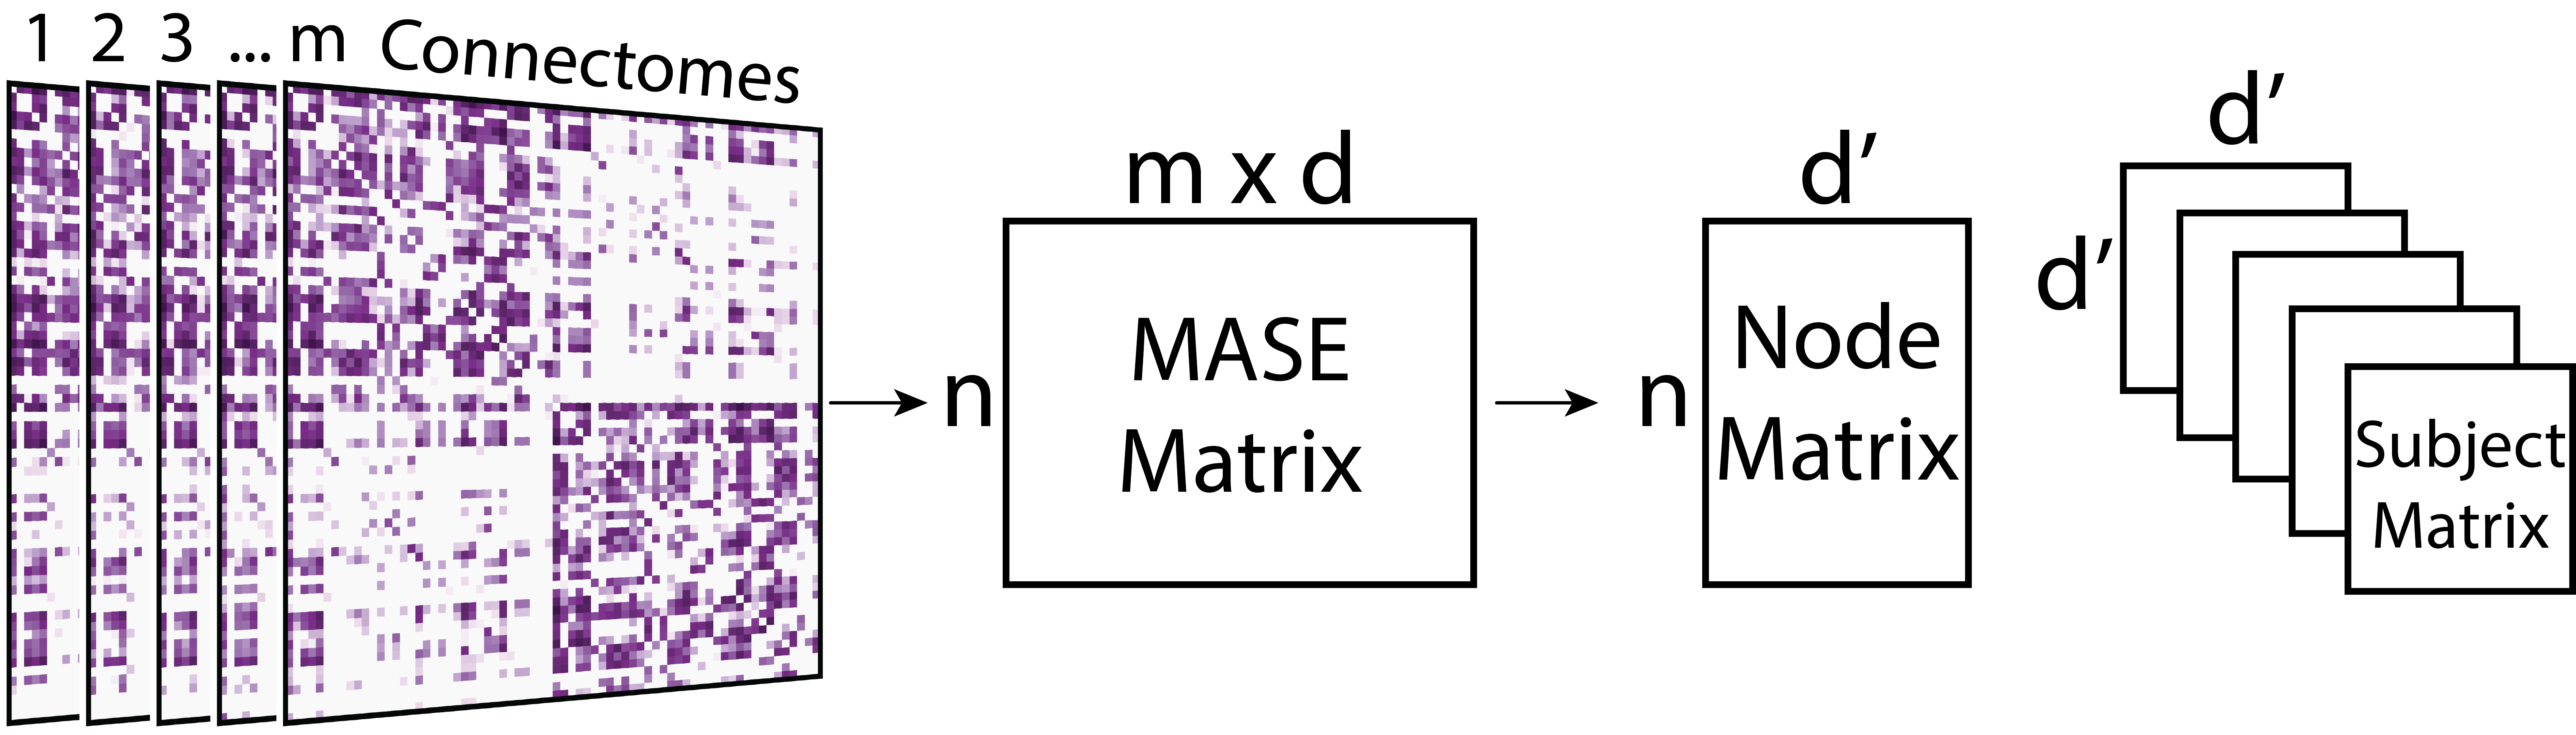 1 2 3 ... m Connectomes
m x d
n
MASE
Matrix
d’
n
Node
Matrix
d’
d’
Subject
Matrix